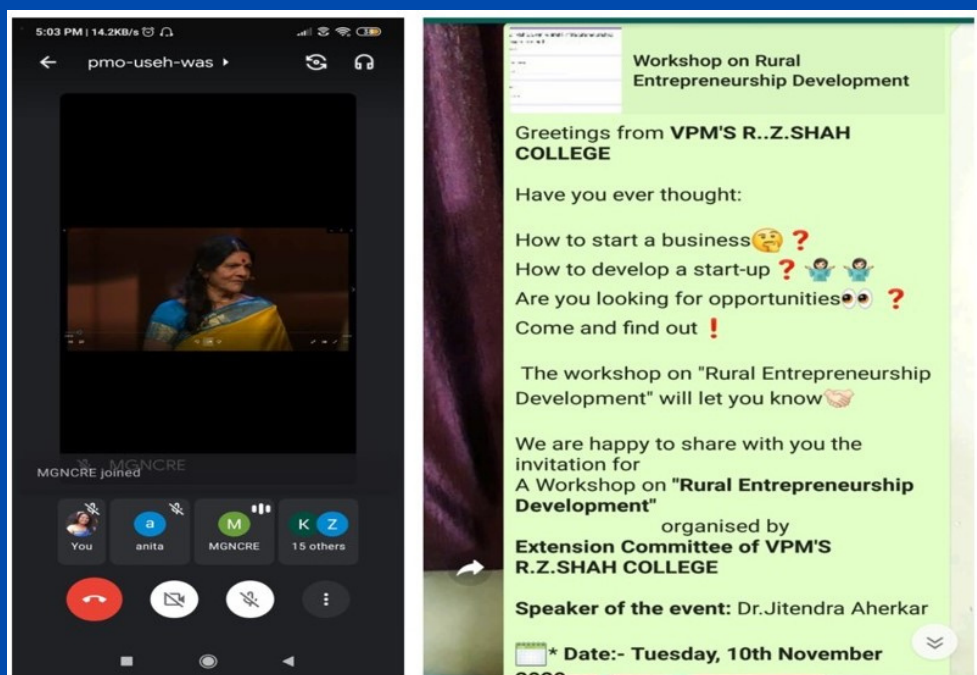 5:03 PM | 14.2KB/s
pmo-useh-was
MGNCRE
MGNCRE joined
You
a
anita
M
MGNCRE
K Z
15 others
Workshop on Rural
Entrepreneurship Development
Greetings from VPM'S R..Z.SHAH
COLLEGE
Have you ever thought:
How to start a business🤔❓
How to develop a start-up❓🤷🏻‍♀️🤷🏻‍♀️
Are you looking for opportunities👀❓
Come and find out❗
The workshop on "Rural Entrepreneurship
Development" will let you know🤝🏻
We are happy to share with you the
invitation for
A Workshop on "Rural Entrepreneurship
Development"
organised by
Extension Committee of VPM'S
R.Z.SHAH COLLEGE
Speaker of the event: Dr.Jitendra Aherkar
🗓* Date:- Tuesday, 10th November